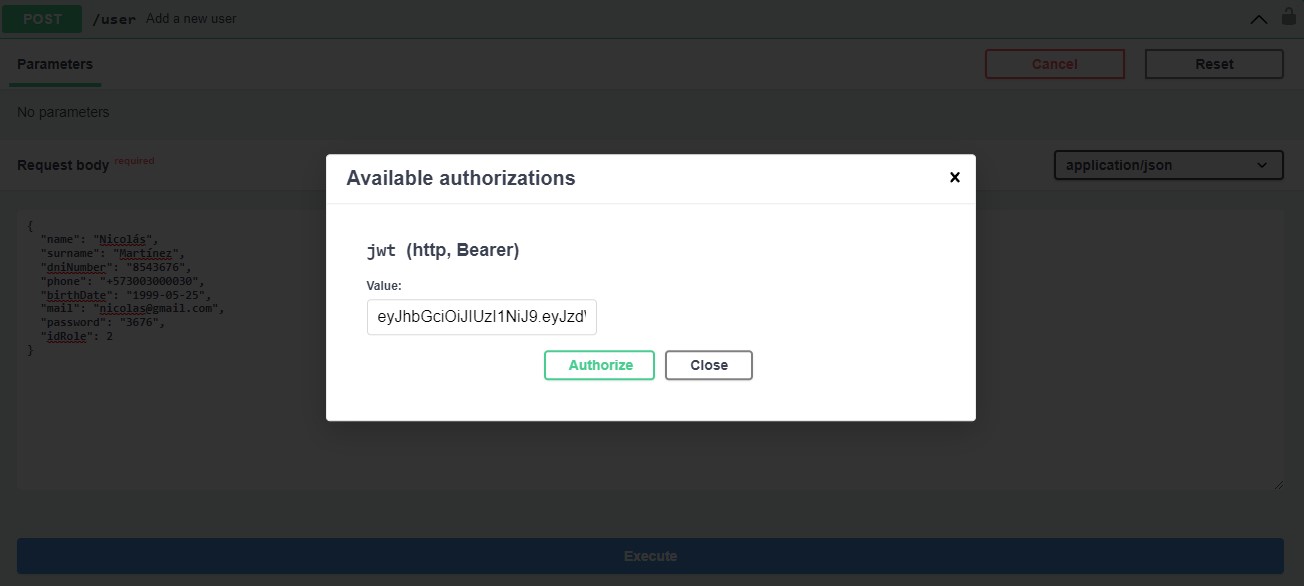 POST /user Add a new user
Parameters
Cancel
Reset
No parameters
Request body required
application/json
{
"name": "Nicolás",
"surname": "Martínez",
"dniNumber": "8543676",
"phone": "+573003000030",
"birthDate": "1999-05-25",
"mail": "nicolas@gmail.com",
"password": "3676",
"idRole": 2
}
Available authorizations
×
jwt (http, Bearer)
Value:
eyJhbGciOiJIUzI1NiJ9.eyJzd
Authorize
Close
Execute